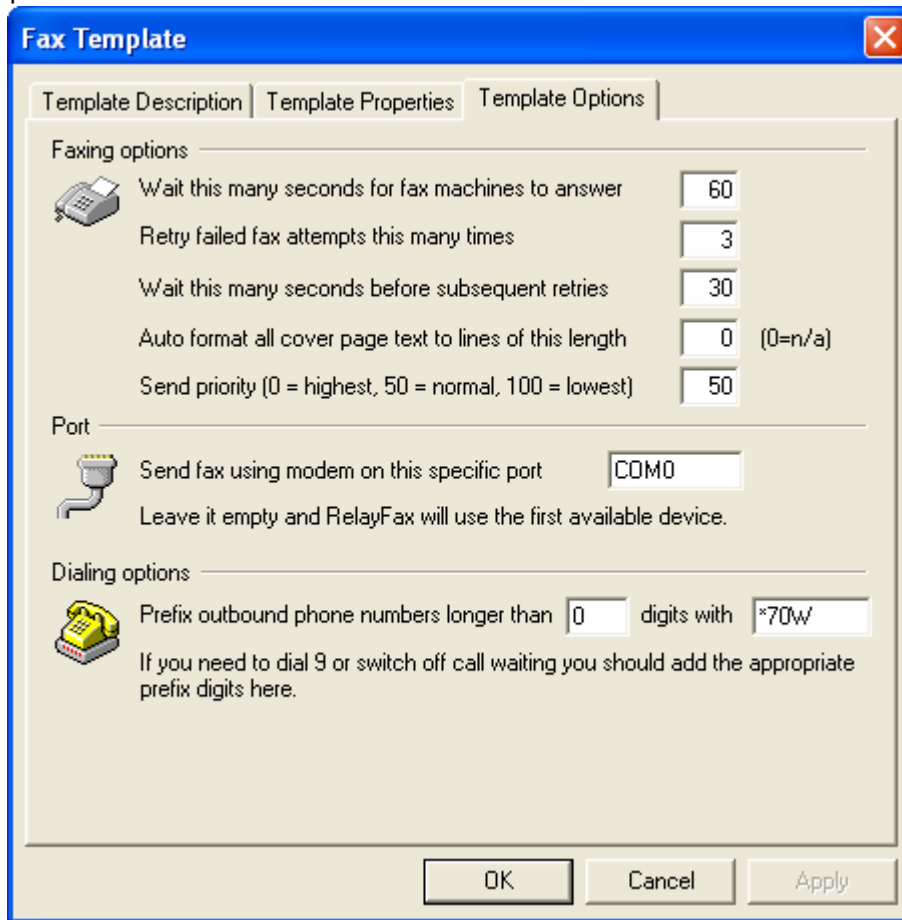 Fax Template
Template Description Template Properties Template Options
Faxing options
Wait this many seconds for fax machines to answer 60
Retry failed fax attempts this many times 3
Wait this many seconds before subsequent retries 30
Auto format all cover page text to lines of this length 0 (0=n/a)
Send priority (0 = highest, 50 = normal, 100 = lowest) 50
Port
Send fax using modem on this specific port COM0
Leave it empty and RelayFax will use the first available device.
Dialing options
Prefix outbound phone numbers longer than 0 digits with *70W
If you need to dial 9 or switch off call waiting you should add the appropriate
prefix digits here.
OK Cancel Apply